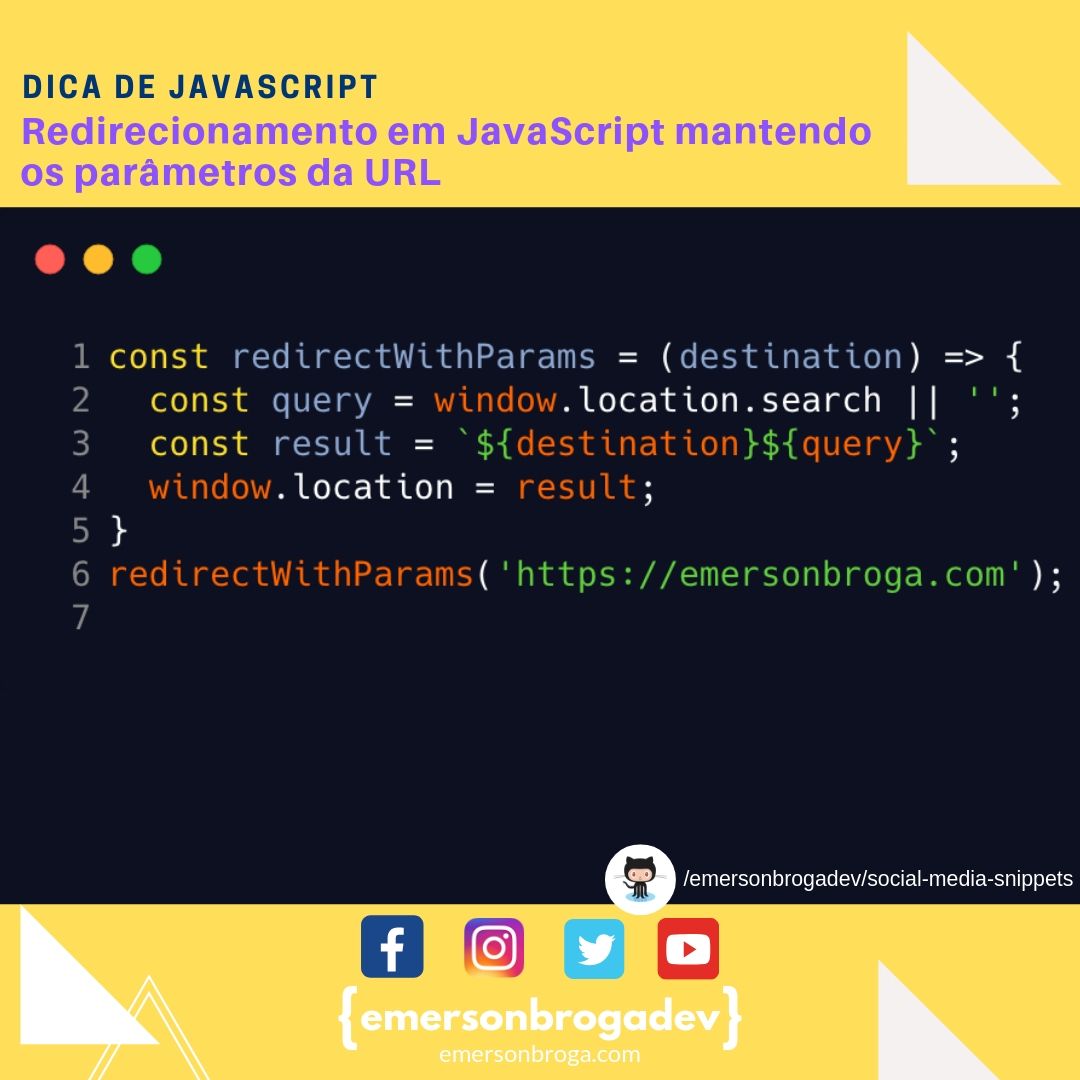 DICA DE JAVASCRIPT
Redirecionamento em JavaScript mantendo
os parâmetros da URL
1 const redirectWithParams = (destination) => {
2   const query = window.location.search || '';
3   const result = `${destination}${query}`;
4   window.location = result;
5 }
6 redirectWithParams('https://emersonbroga.com');
7
/emersonbrogadev/social-media-snippets
{emersonbrogadev}
emersonbroga.com